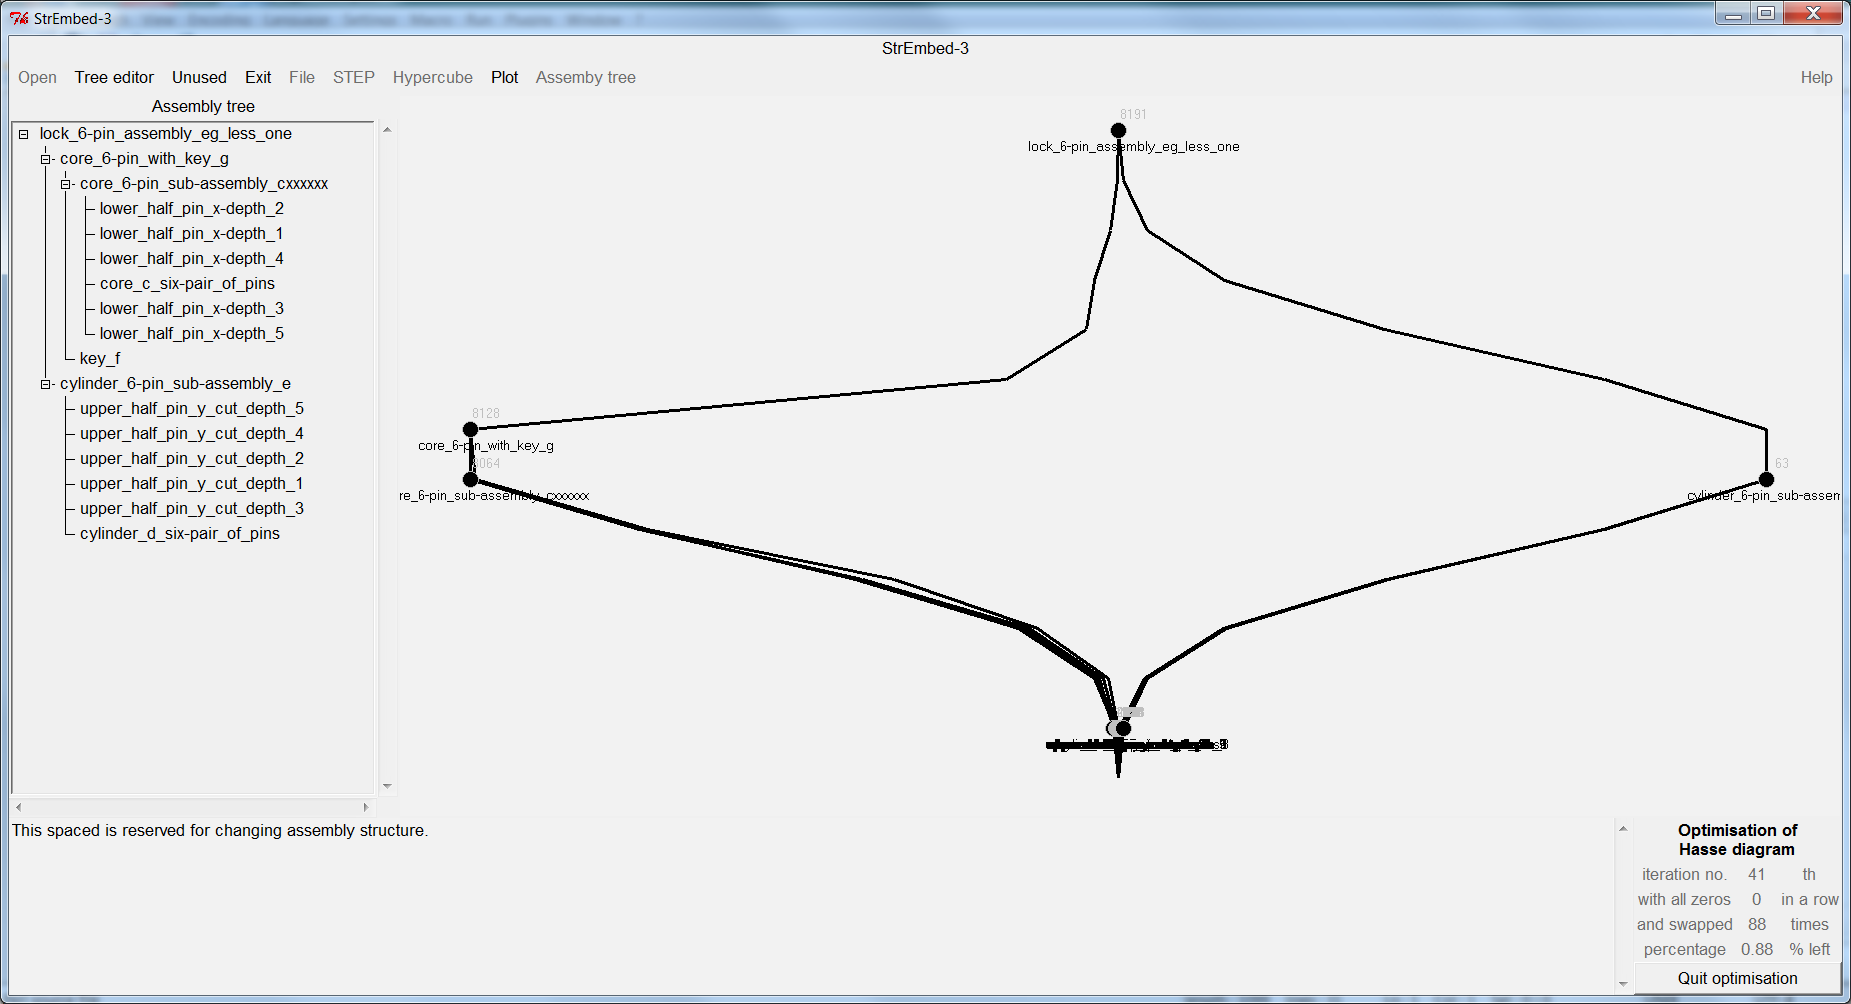 StrEmbed-3
StrEmbed-3
Open Tree editor Unused Exit File STEP Hypercube Plot Assemby tree Help
Assembly tree
lock_6-pin_assembly_eg_less_one
core_6-pin_with_key_g
core_6-pin_sub-assembly_cxxxxxx
lower_half_pin_x-depth_2
lower_half_pin_x-depth_1
lower_half_pin_x-depth_4
core_c_six-pair_of_pins
lower_half_pin_x-depth_3
lower_half_pin_x-depth_5
key_f
cylinder_6-pin_sub-assembly_e
upper_half_pin_y_cut_depth_5
upper_half_pin_y_cut_depth_4
upper_half_pin_y_cut_depth_2
upper_half_pin_y_cut_depth_1
upper_half_pin_y_cut_depth_3
cylinder_d_six-pair_of_pins
8191
lock_6-pin_assembly_eg_less_one
8128
core_6-pin_with_key_g
8064
re_6-pin_sub-assembly_cxxxxxx
63
cylinder_6-pin_sub-assem
This spaced is reserved for changing assembly structure.
Optimisation of
Hasse diagram
iteration no. 41 th
with all zeros 0 in a row
and swapped 88 times
percentage 0.88 % left
Quit optimisation